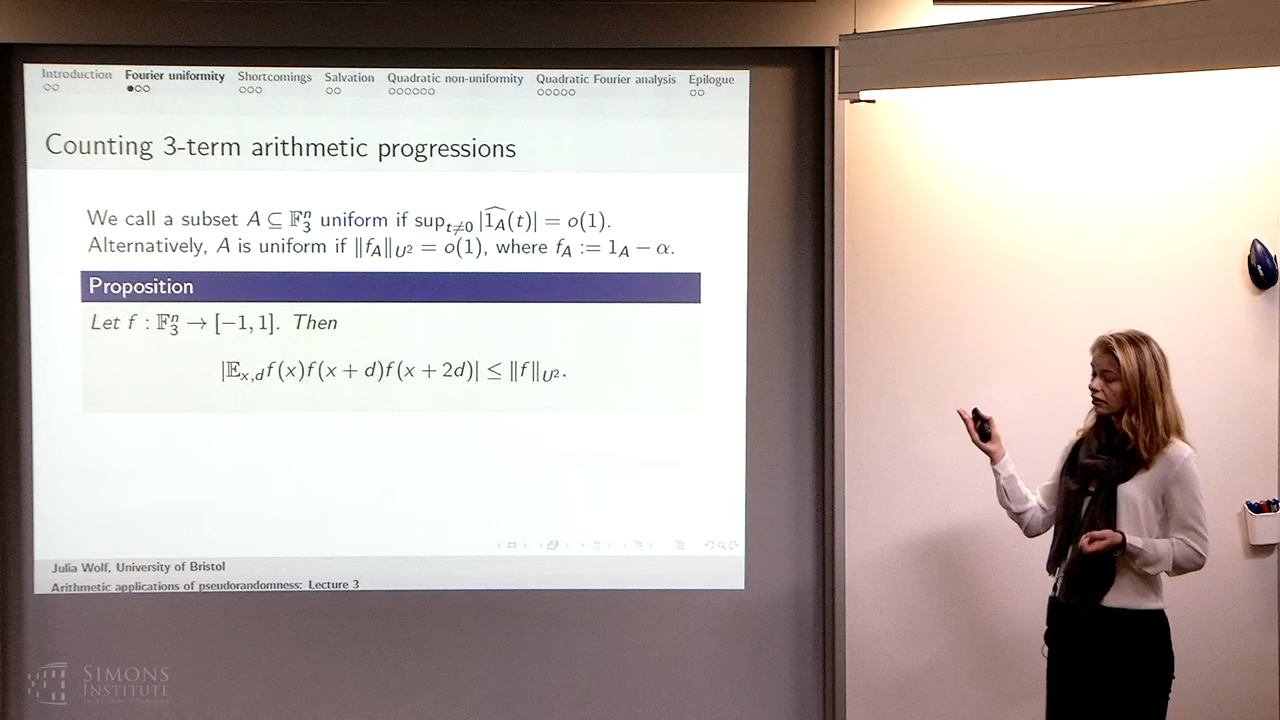 Introduction Fourier uniformity Shortcomings Salvation Quadratic non-uniformity Quadratic Fourier analysis Epilogue
Counting 3-term arithmetic progressions
We call a subset A ⊆ 𝔽₃ⁿ uniform if sup_{t≠0} |\widehat{1_A}(t)| = o(1).
Alternatively, A is uniform if ‖f_A‖_{U²} = o(1), where f_A := 1_A − α.
Proposition
Let f : 𝔽₃ⁿ → [−1, 1]. Then
|𝔼_{x,d} f(x)f(x + d)f(x + 2d)| ≤ ‖f‖_{U²}.
Julia Wolf, University of Bristol
Arithmetic applications of pseudorandomness: Lecture 3
SIMONS
INSTITUTE